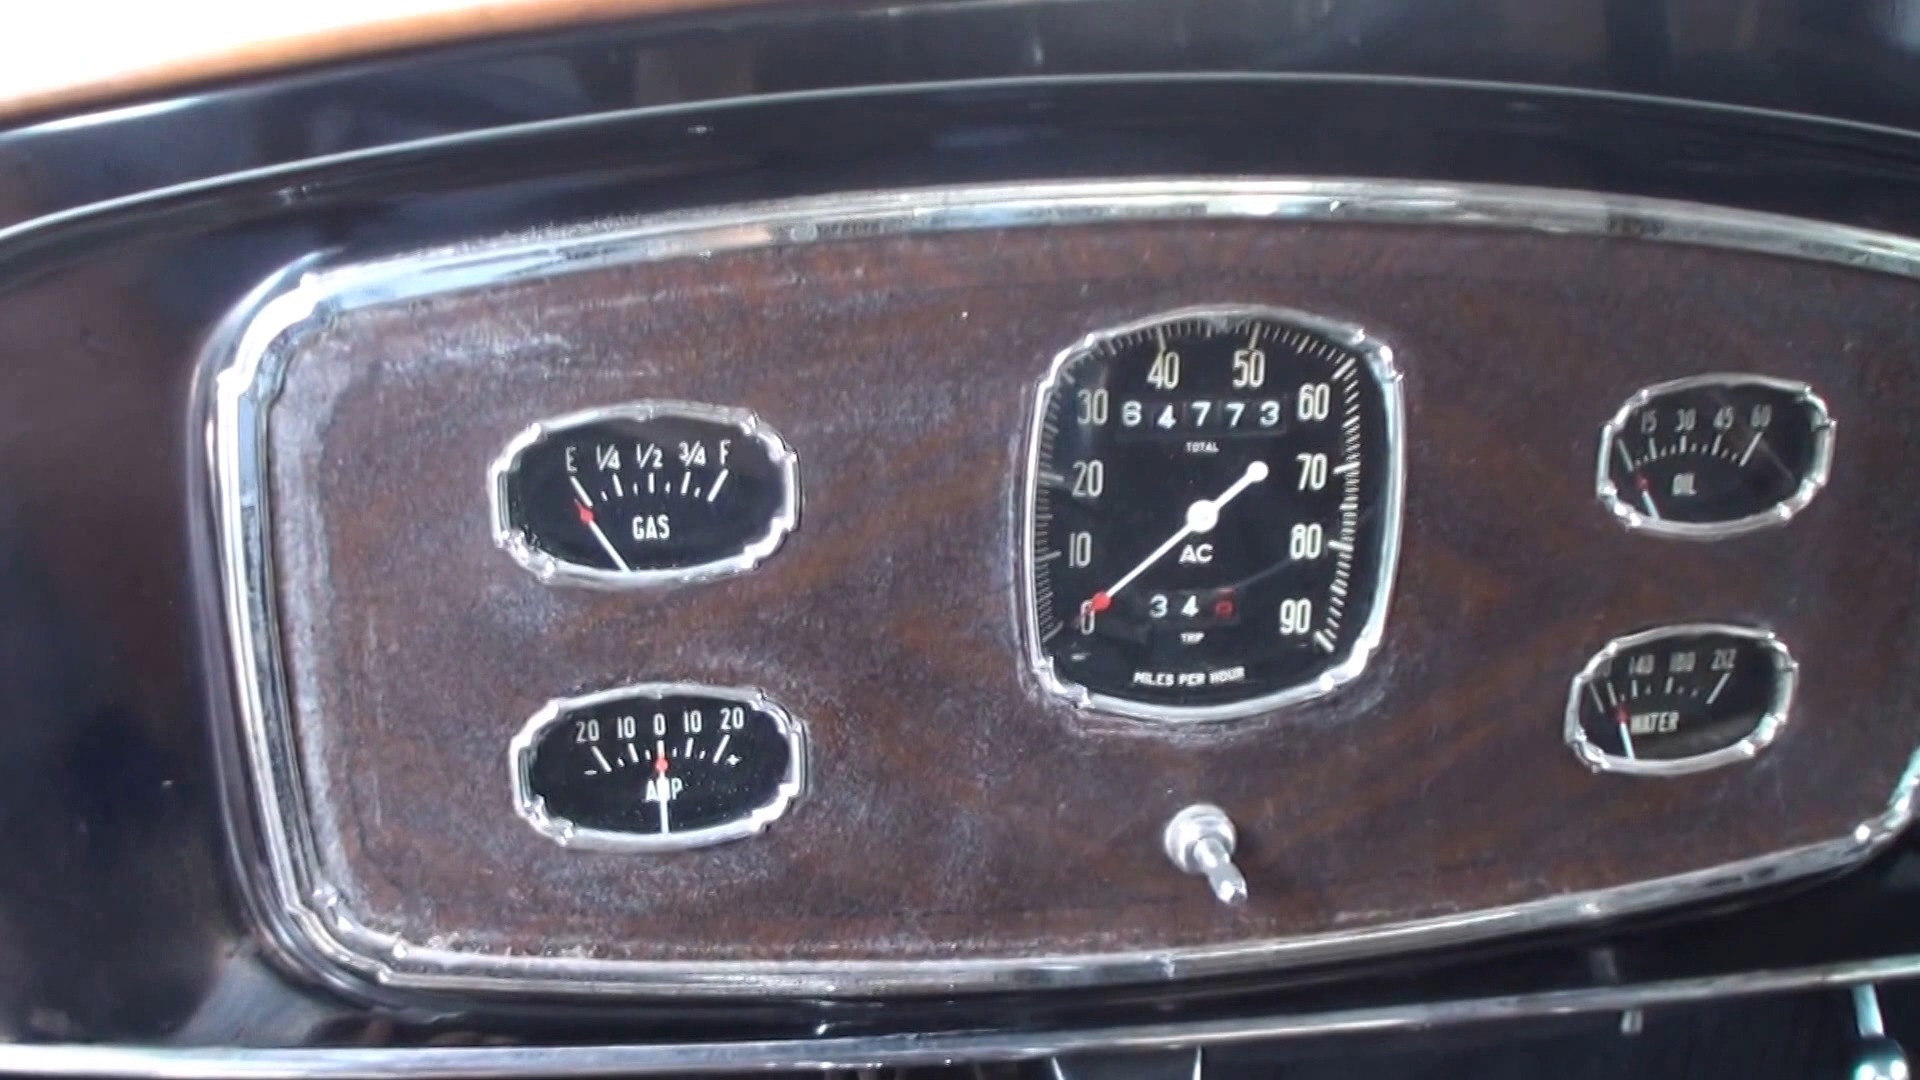 E 1/4 1/2 3/4 F
GAS
20 10 0 10 20
- +
AMP
40 50
30 60
64773
TOTAL
20 70
10 80
AC
340
0 90
TRIP
MILES PER HOUR
15 30 45 60
OIL
140 180 212
WATER